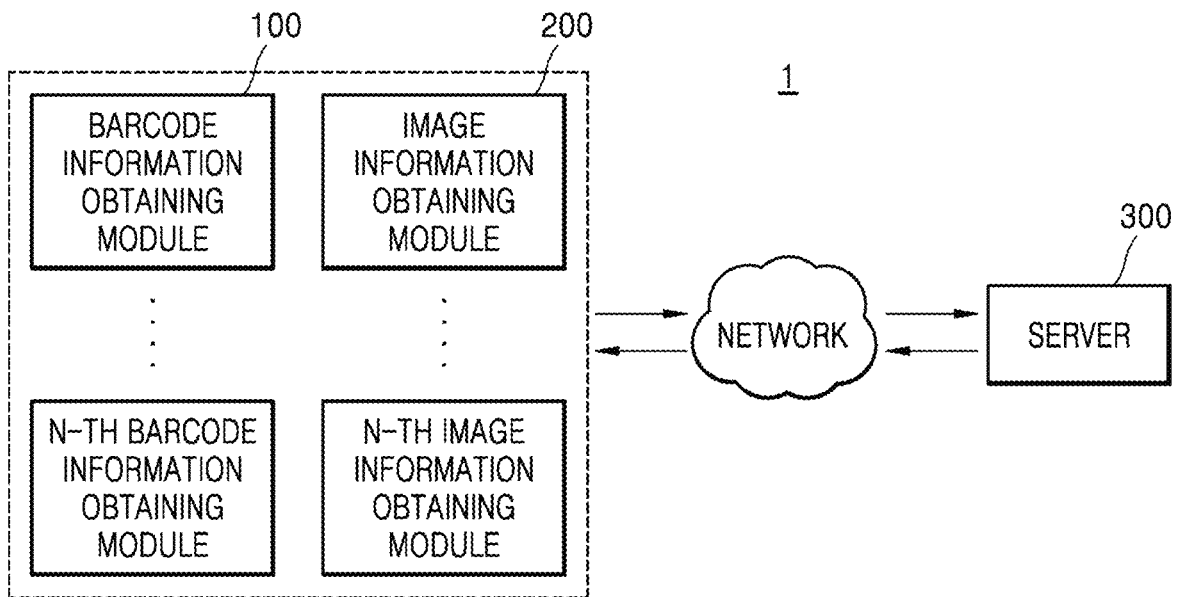 100
200
1
BARCODE
INFORMATION
OBTAINING
MODULE
IMAGE
INFORMATION
OBTAINING
MODULE
300
NETWORK
SERVER
N-TH BARCODE
INFORMATION
OBTAINING
MODULE
N-TH IMAGE
INFORMATION
OBTAINING
MODULE